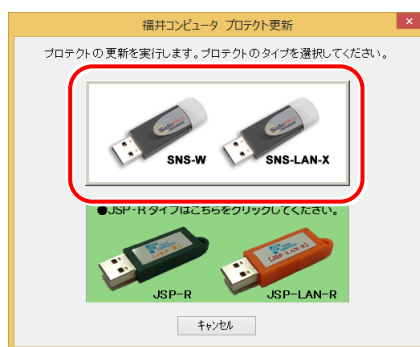 福井コンピュータ プロテクト更新
プロテクトの更新を実行します。プロテクトのタイプを選択してください。
SNS-W SNS-LAN-X
●JSP-Rタイプはこちらをクリックしてください。
JSP-R JSP-LAN-R
キャンセル